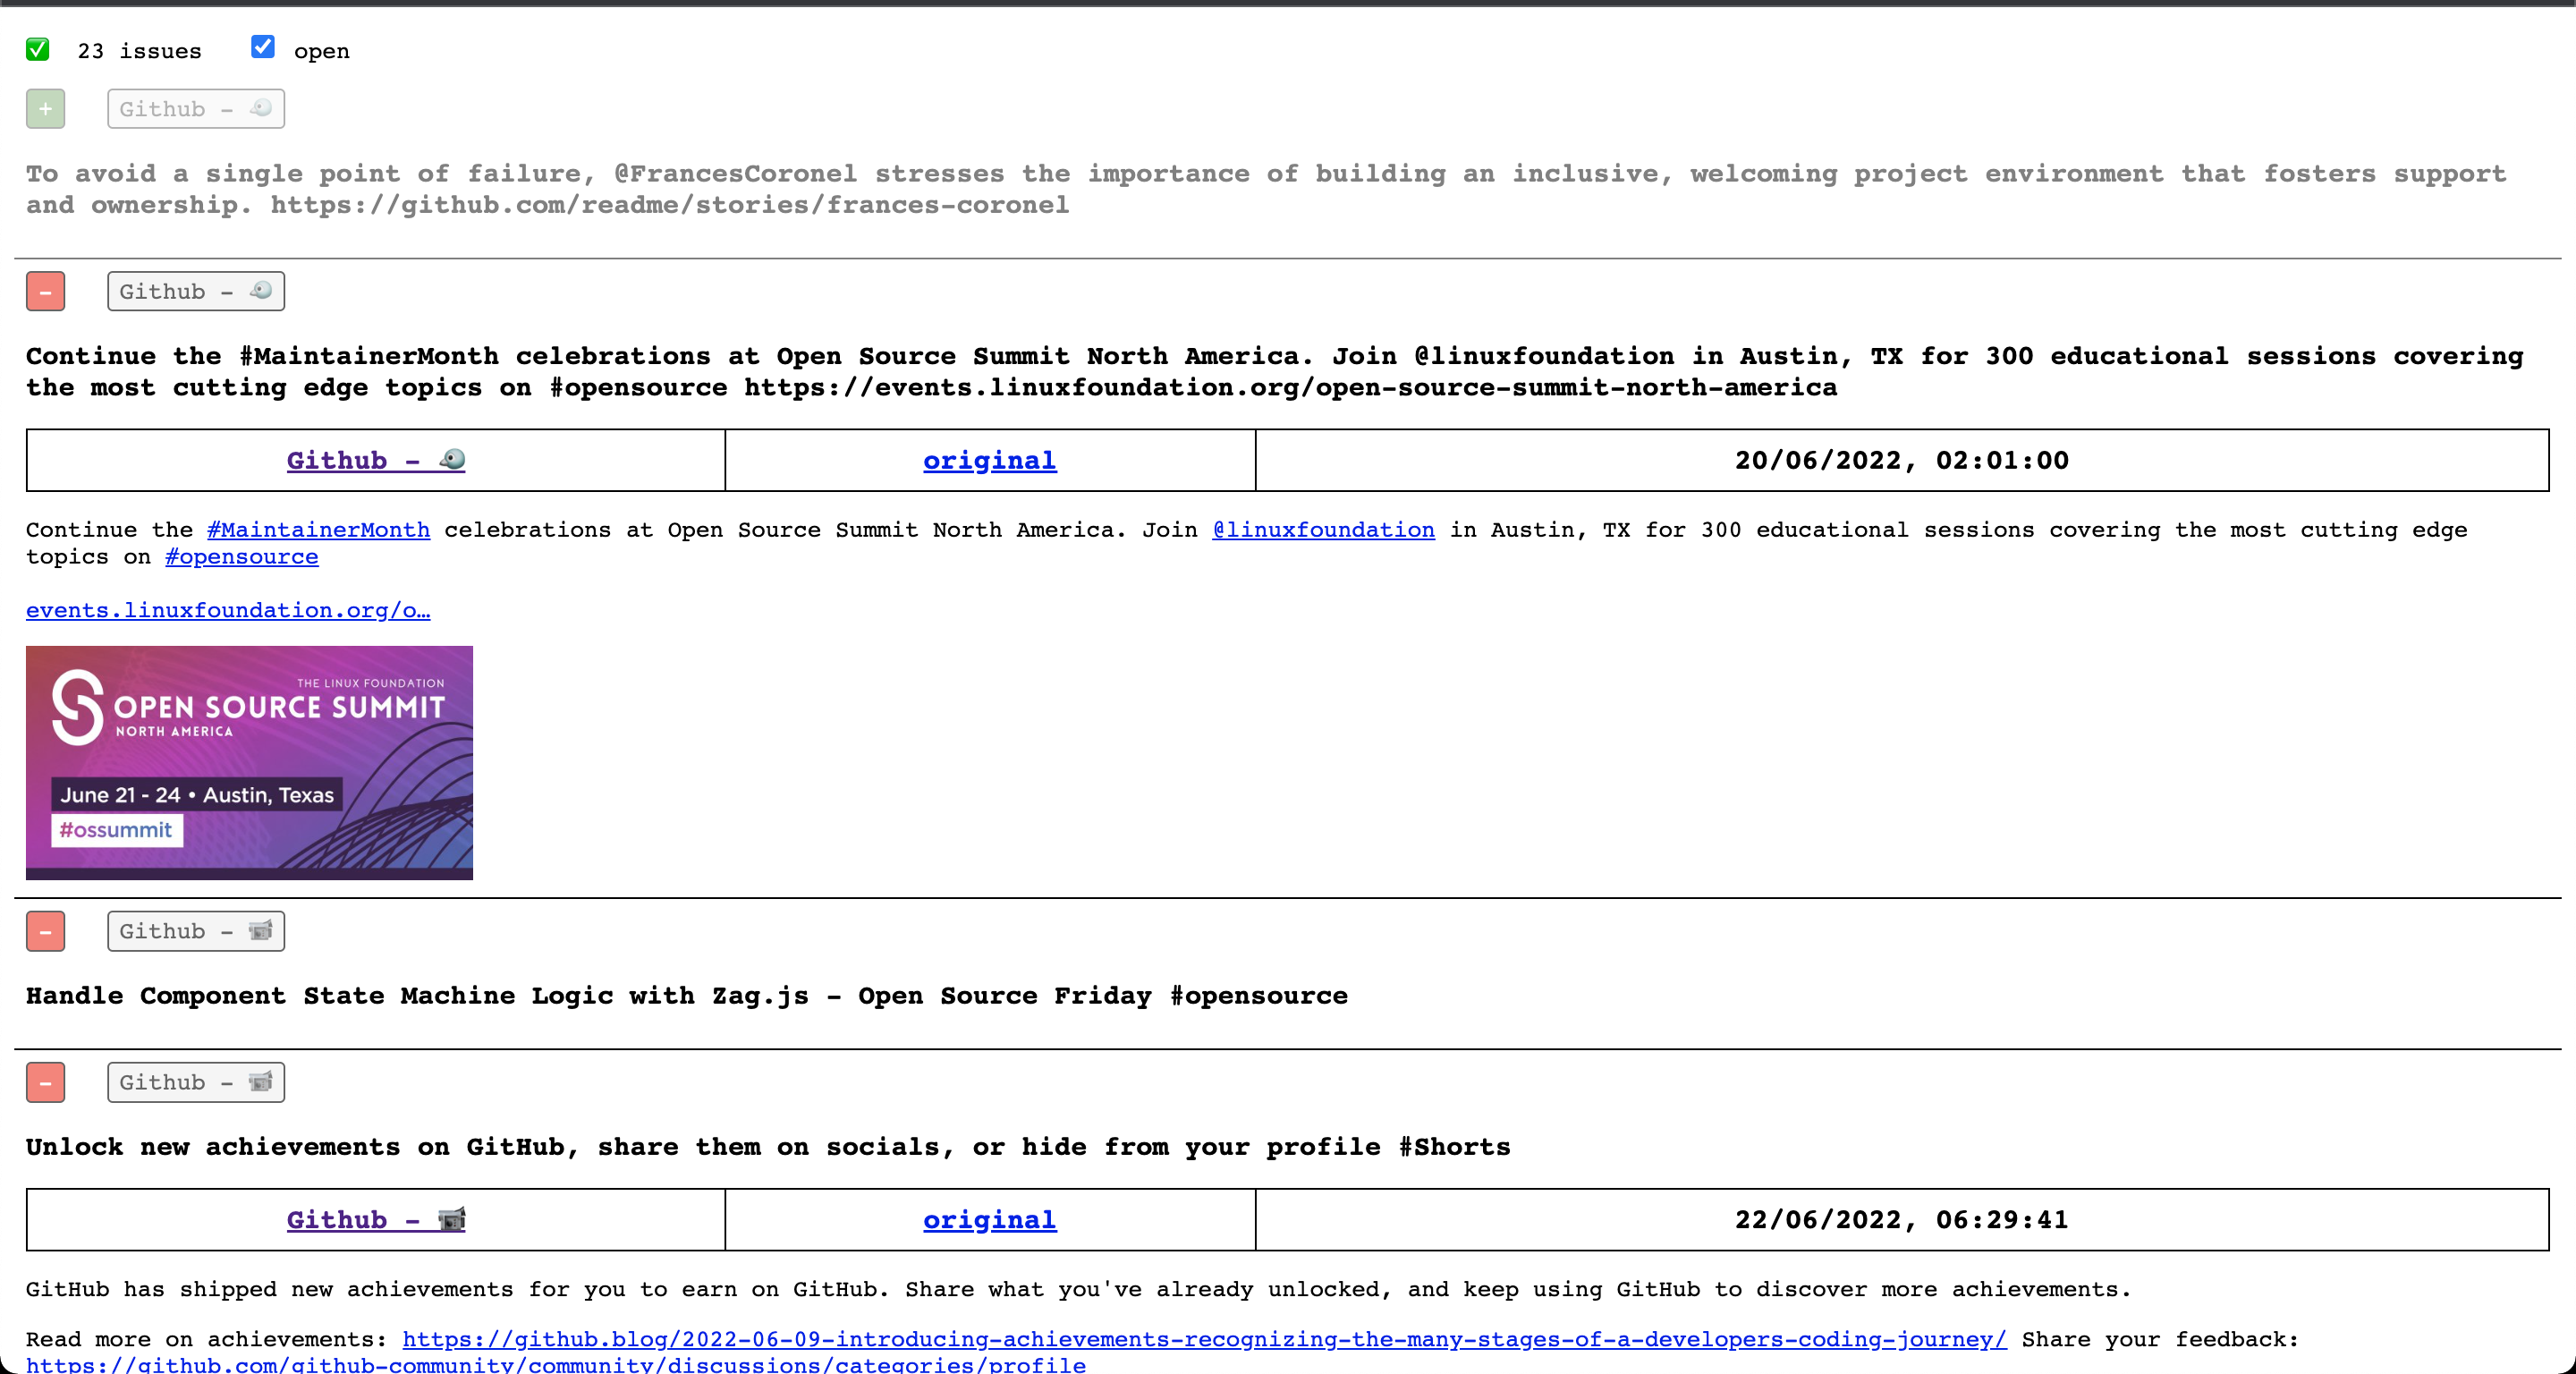 ✅ 23 issues open
+ Github - 🐦
To avoid a single point of failure, @FrancesCoronel stresses the importance of building an inclusive, welcoming project environment that fosters support
and ownership. https://github.com/readme/stories/frances-coronel
- Github - 🐦
Continue the #MaintainerMonth celebrations at Open Source Summit North America. Join @linuxfoundation in Austin, TX for 300 educational sessions covering
the most cutting edge topics on #opensource https://events.linuxfoundation.org/open-source-summit-north-america
Github - 🐦 original 20/06/2022, 02:01:00
Continue the #MaintainerMonth celebrations at Open Source Summit North America. Join @linuxfoundation in Austin, TX for 300 educational sessions covering the most cutting edge
topics on #opensource
events.linuxfoundation.org/o…
THE LINUX FOUNDATION
OPEN SOURCE SUMMIT
NORTH AMERICA
June 21 - 24 • Austin, Texas
#ossummit
- Github - 📹
Handle Component State Machine Logic with Zag.js - Open Source Friday #opensource
- Github - 📹
Unlock new achievements on GitHub, share them on socials, or hide from your profile #Shorts
Github - 📹 original 22/06/2022, 06:29:41
GitHub has shipped new achievements for you to earn on GitHub. Share what you've already unlocked, and keep using GitHub to discover more achievements.
Read more on achievements: https://github.blog/2022-06-09-introducing-achievements-recognizing-the-many-stages-of-a-developers-coding-journey/ Share your feedback:
https://github.com/github-community/community/discussions/categories/profile